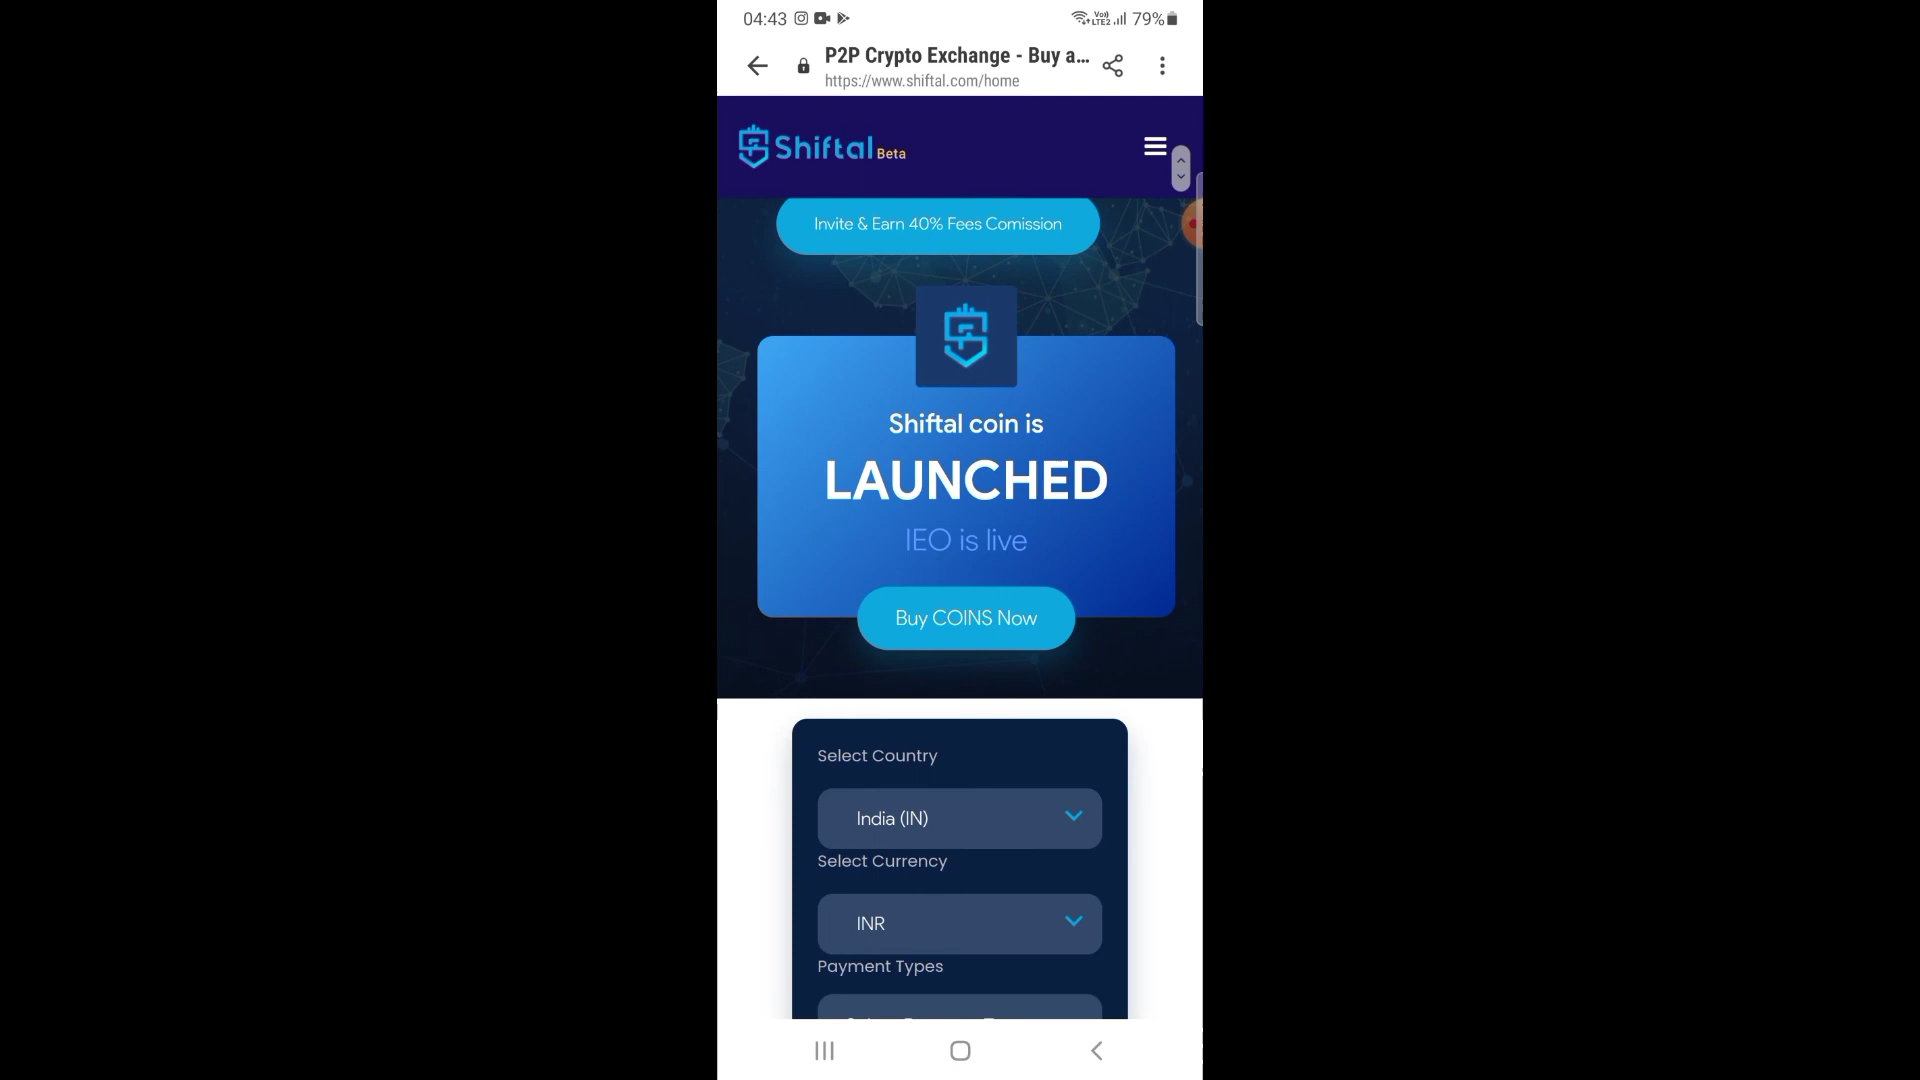 04:43
Vo)) LTE2 79%
P2P Crypto Exchange - Buy a...
https://www.shiftal.com/home
Shiftal Beta
Invite & Earn 40% Fees Comission
Shiftal coin is
LAUNCHED
IEO is live
Buy COINS Now
Select Country
India (IN)
Select Currency
INR
Payment Types